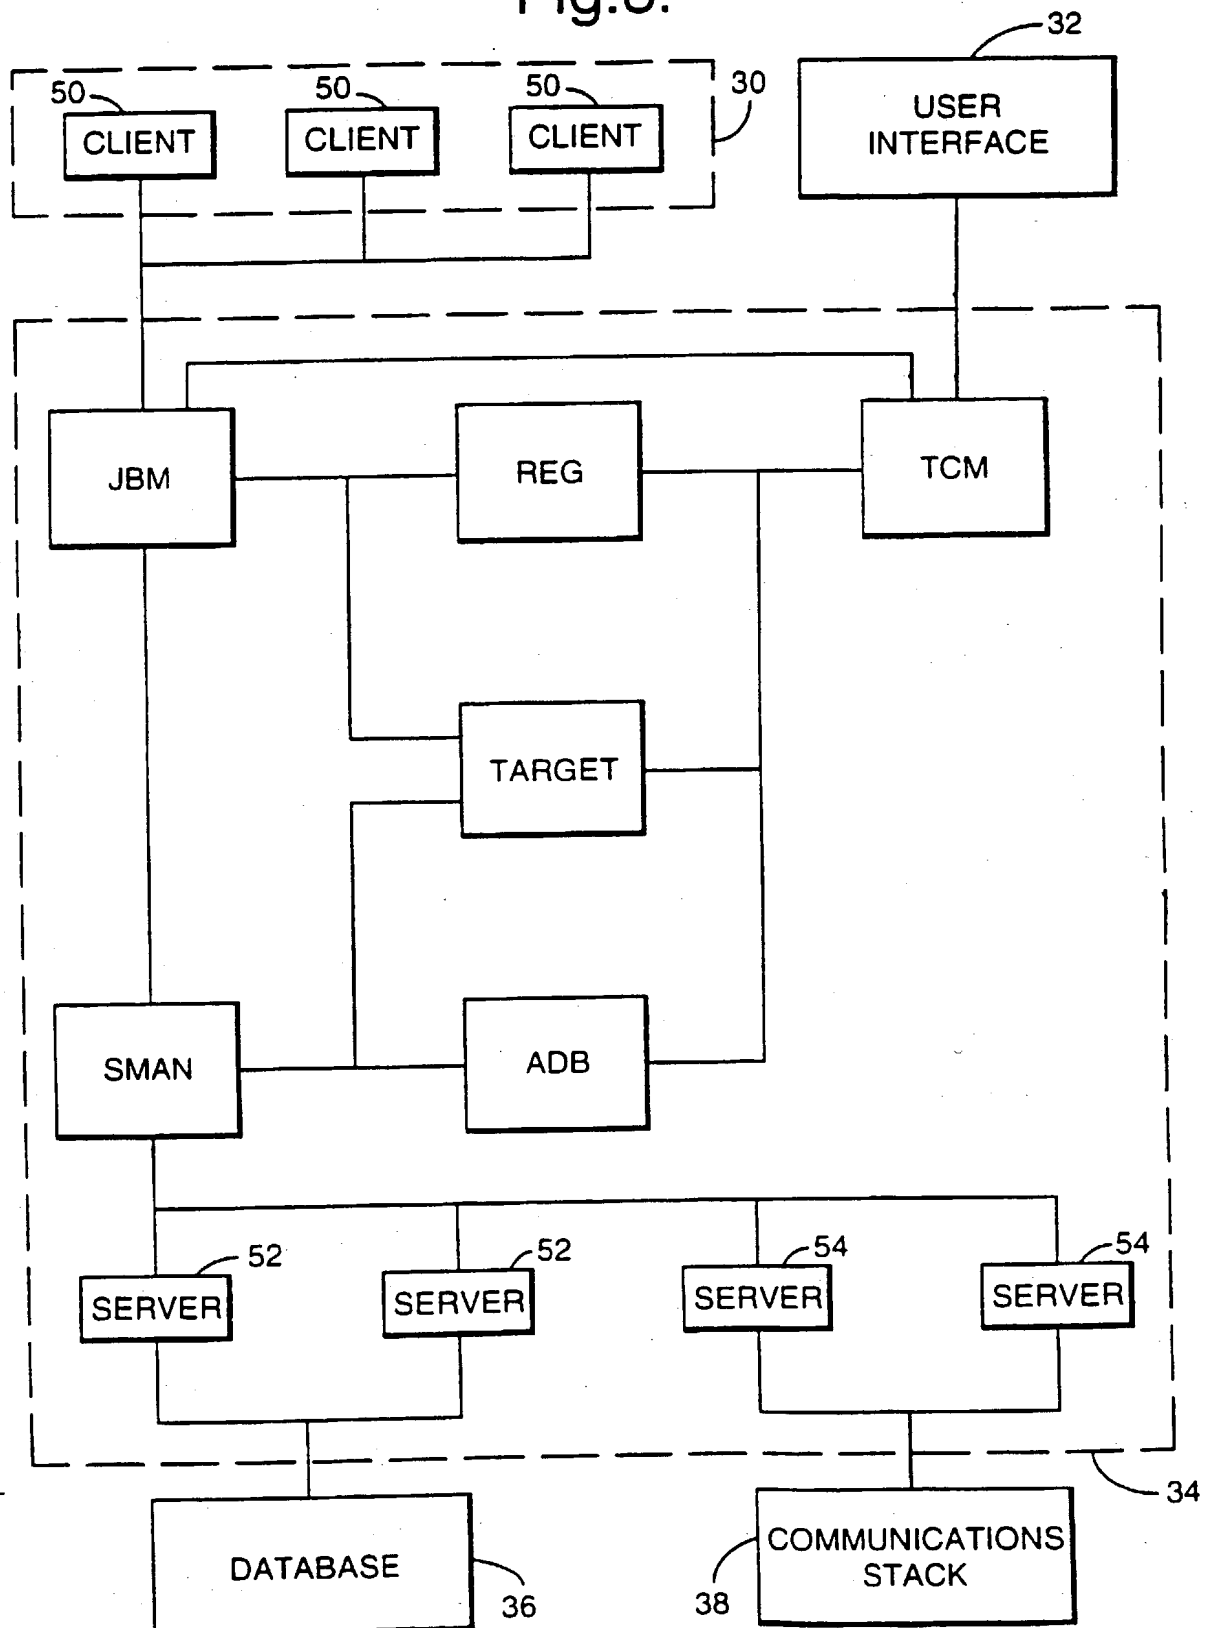 32
50
50
50
30
CLIENT
CLIENT
CLIENT
USER
INTERFACE
JBM
REG
TCM
TARGET
SMAN
ADB
52
52
54
54
SERVER
SERVER
SERVER
SERVER
34
DATABASE
36
COMMUNICATIONS
STACK
38